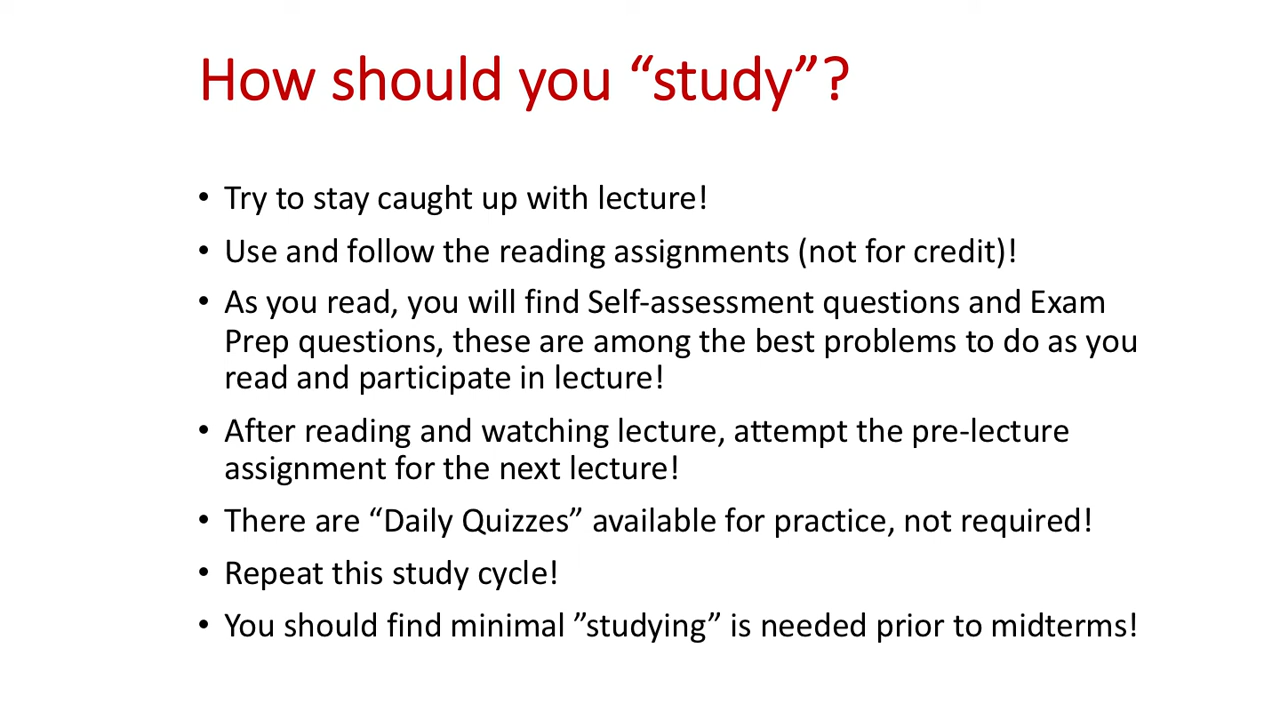 How should you “study”?
• Try to stay caught up with lecture!
• Use and follow the reading assignments (not for credit)!
• As you read, you will find Self-assessment questions and Exam
Prep questions, these are among the best problems to do as you
read and participate in lecture!
• After reading and watching lecture, attempt the pre-lecture
assignment for the next lecture!
• There are “Daily Quizzes” available for practice, not required!
• Repeat this study cycle!
• You should find minimal ”studying” is needed prior to midterms!